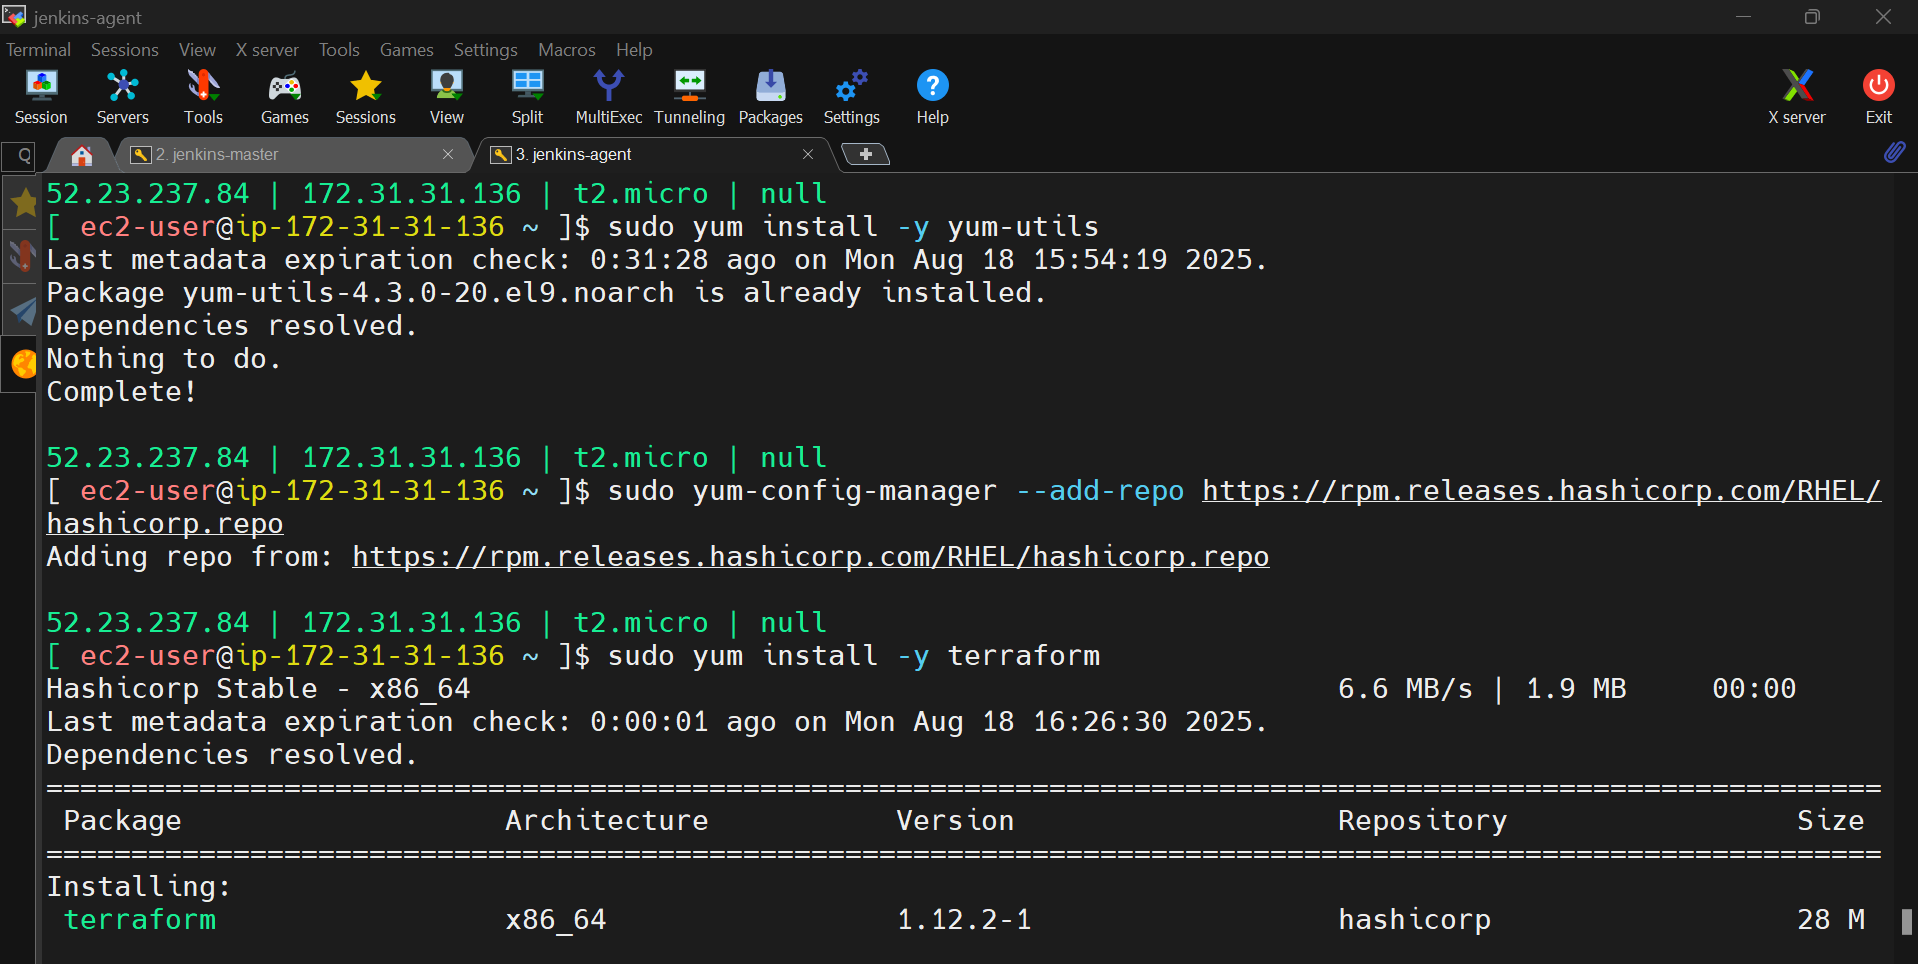 jenkins-agent
Terminal Sessions View X server Tools Games Settings Macros Help
Session Servers Tools Games Sessions View Split MultiExec Tunneling Packages Settings Help X server Exit
2. jenkins-master 3. jenkins-agent
52.23.237.84 | 172.31.31.136 | t2.micro | null
[ ec2-user@ip-172-31-31-136 ~ ]$ sudo yum install -y yum-utils
Last metadata expiration check: 0:31:28 ago on Mon Aug 18 15:54:19 2025.
Package yum-utils-4.3.0-20.el9.noarch is already installed.
Dependencies resolved.
Nothing to do.
Complete!
52.23.237.84 | 172.31.31.136 | t2.micro | null
[ ec2-user@ip-172-31-31-136 ~ ]$ sudo yum-config-manager --add-repo https://rpm.releases.hashicorp.com/RHEL/
hashicorp.repo
Adding repo from: https://rpm.releases.hashicorp.com/RHEL/hashicorp.repo
52.23.237.84 | 172.31.31.136 | t2.micro | null
[ ec2-user@ip-172-31-31-136 ~ ]$ sudo yum install -y terraform
Hashicorp Stable - x86_64 6.6 MB/s | 1.9 MB 00:00
Last metadata expiration check: 0:00:01 ago on Mon Aug 18 16:26:30 2025.
Dependencies resolved.
============================================================================================================
Package Architecture Version Repository Size
============================================================================================================
Installing:
terraform x86_64 1.12.2-1 hashicorp 28 M